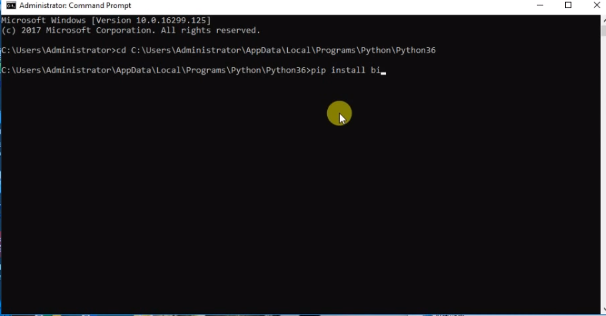 Administrator: Command Prompt
Microsoft Windows [Version 10.0.16299.125]
(c) 2017 Microsoft Corporation. All rights reserved.
C:\Users\Administrator>cd C:\Users\Administrator\AppData\Local\Programs\Python\Python36
C:\Users\Administrator\AppData\Local\Programs\Python\Python36>pip install bi